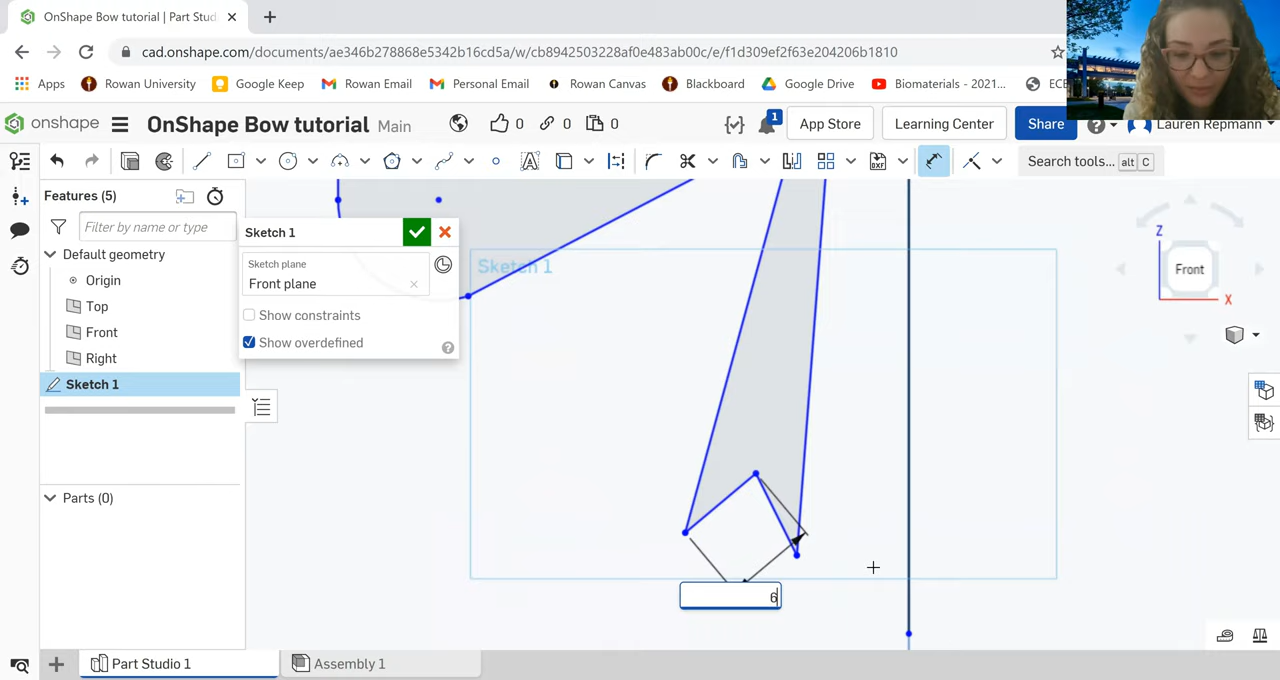 OnShape Bow tutorial | Part Stud
cad.onshape.com/documents/ae346b278868e5342b16cd5a/w/cb8942503228af0e483ab00c/e/f1d309ef2f63e204206b1810
Apps Rowan University Google Keep Rowan Email Personal Email Rowan Canvas Blackboard Google Drive Biomaterials - 2021... ECE
onshape OnShape Bow tutorial Main 0 0 0 1 App Store Learning Center Share Lauren Repmann
Search tools... alt C
Features (5)
Filter by name or type
Default geometry
Origin
Top
Front
Right
Sketch 1
Parts (0)
Sketch 1
Sketch plane
Front plane
Show constraints
Show overdefined
Sketch 1
6
Z
Front
X
Part Studio 1 Assembly 1